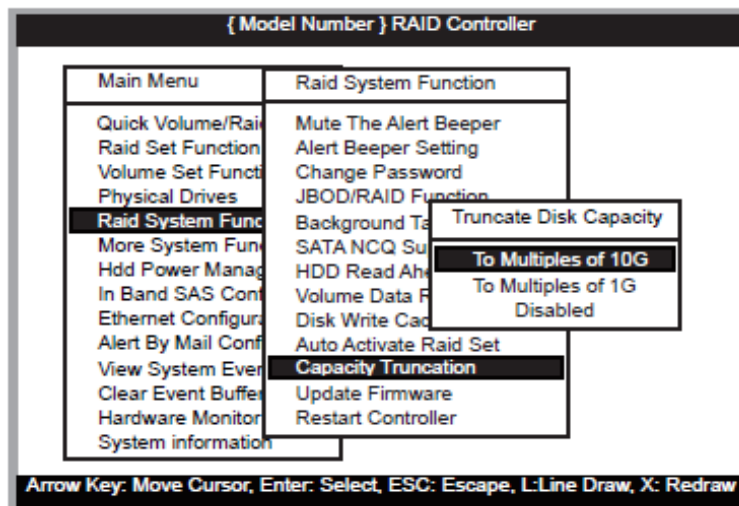 { Model Number } RAID Controller
Main Menu
Quick Volume/Rai
Raid Set Function
Volume Set Functi
Physical Drives
Raid System Func
More System Fun
Hdd Power Manag
In Band SAS Conf
Ethernet Configura
Alert By Mail Conf
View System Even
Clear Event Buffer
Hardware Monitor
System information
Raid System Function
Mute The Alert Beeper
Alert Beeper Setting
Change Password
JBOD/RAID Function
Background Ta
SATA NCQ Su
HDD Read Ahe
Volume Data R
Disk Write Cac
Auto Activate Raid Set
Capacity Truncation
Update Firmware
Restart Controller
Truncate Disk Capacity
To Multiples of 10G
To Multiples of 1G
Disabled
Arrow Key: Move Cursor, Enter: Select, ESC: Escape, L:Line Draw, X: Redraw